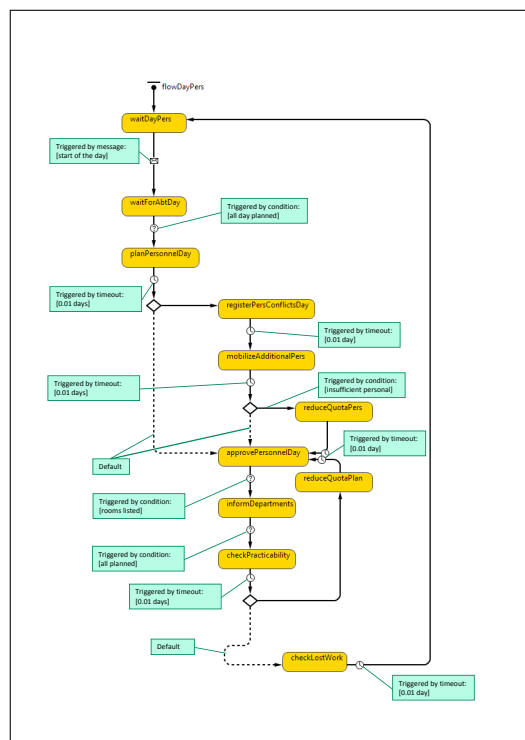 flowDayPers
waitDayPers
Triggered by message:
[start of the day]
waitForAbtDay
Triggered by condition:
[all day planned]
planPersonnelDay
Triggered by timeout:
[0.01 days]
registerPersConflictsDay
Triggered by timeout:
[0.01 day]
mobilizeAdditionalPers
Triggered by timeout:
[0.01 days]
Triggered by condition:
[insufficient personal]
reduceQuotaPers
Triggered by timeout:
[0.01 day]
Default
approvePersonnelDay
reduceQuotaPlan
Triggered by condition:
[rooms listed]
informDepartments
Triggered by condition:
[all planned]
checkPracticability
Triggered by timeout:
[0.01 days]
Default
checkLostWork
Triggered by timeout:
[0.01 day]